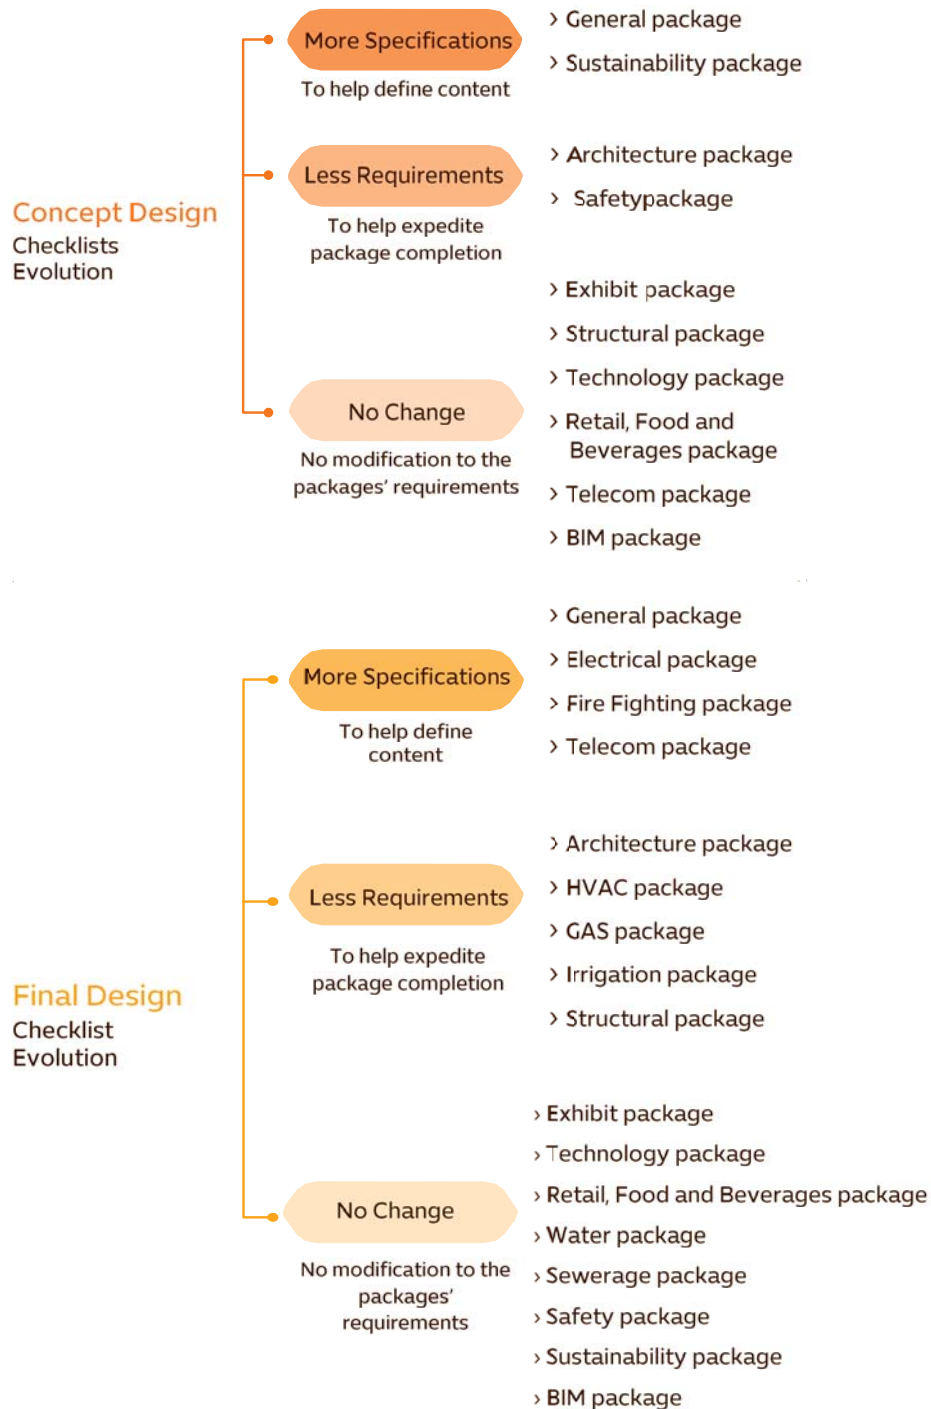 Concept Design
Checklists
Evolution
More Specifications
To help define content
› General package
› Sustainability package
Less Requirements
To help expedite
package completion
› Architecture package
› Safetypackage
No Change
No modification to the
packages' requirements
› Exhibit package
› Structural package
› Technology package
› Retail, Food and
Beverages package
› Telecom package
› BIM package
Final Design
Checklist
Evolution
More Specifications
To help define
content
› General package
› Electrical package
› Fire Fighting package
› Telecom package
Less Requirements
To help expedite
package completion
› Architecture package
› HVAC package
› GAS package
› Irrigation package
› Structural package
No Change
No modification to the
packages'
requirements
› Exhibit package
› Technology package
› Retail, Food and Beverages package
› Water package
› Sewerage package
› Safety package
› Sustainability package
› BIM package